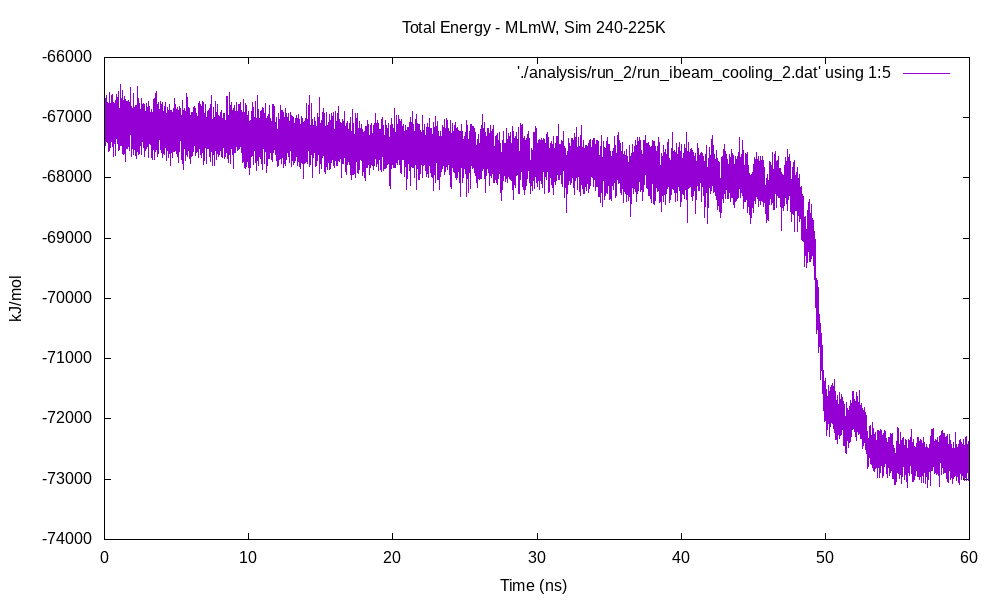 Total Energy - MLmW, Sim 240-225K
'./analysis/run_2/run_ibeam_cooling_2.dat' using 1:5
-66000
-67000
-68000
-69000
-70000
-71000
-72000
-73000
-74000
kJ/mol
0 10 20 30 40 50 60
Time (ns)